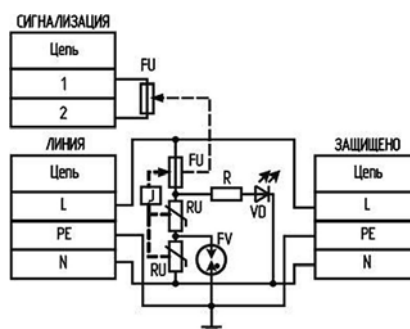 СИГНАЛИЗАЦИЯ
Цепь
1
2
FU
ЛИНИЯ
Цепь
L
PE
N
FU
J
RU
RU
R
VD
FV
ЗАЩИЩЕНО
Цепь
L
PE
N